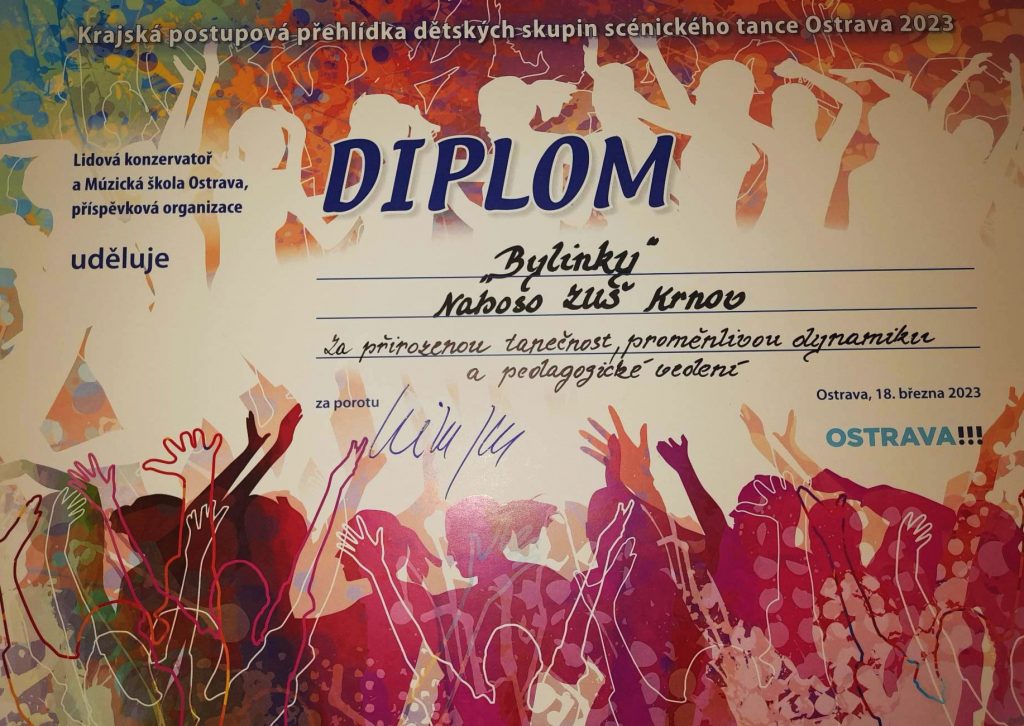 Krajská postupová přehlídka dětských skupin scénického tance Ostrava 2023
DIPLOM
Lidová konzervatoř
a Múzická škola Ostrava,
příspěvková organizace
uděluje
„Bylinky“
Naboso ZUŠ Krnov
Za přirozenou tanečnost, proměnlivou dynamiku
a pedagogické vedení
za porotu
Ostrava, 18. března 2023
OSTRAVA!!!